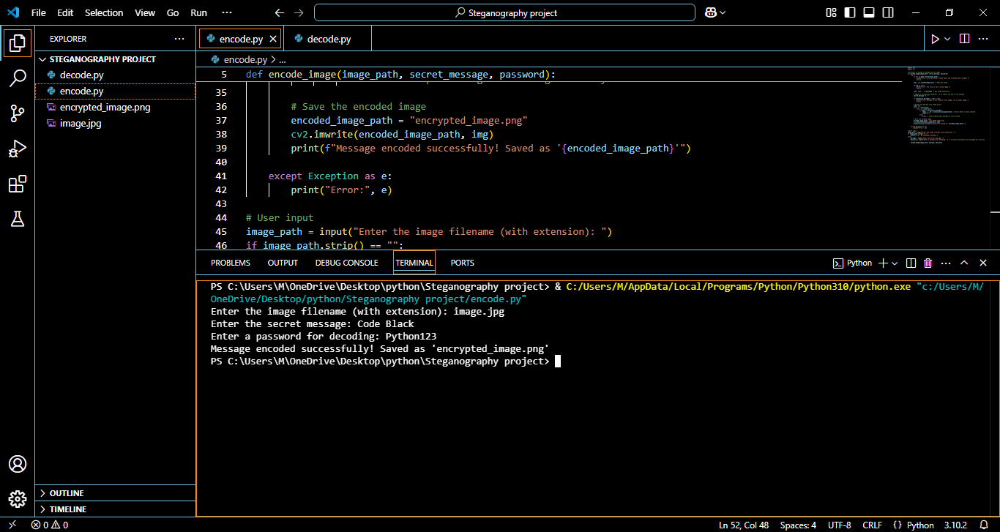 File Edit Selection View Go Run ···
Steganography project
EXPLORER ···
STEGANOGRAPHY PROJECT
decode.py
encode.py
encrypted_image.png
image.jpg
OUTLINE
TIMELINE
encode.py decode.py
encode.py > ...
5 def encode_image(image_path, secret_message, password):
35
36 # Save the encoded image
37 encoded_image_path = "encrypted_image.png"
38 cv2.imwrite(encoded_image_path, img)
39 print(f"Message encoded successfully! Saved as '{encoded_image_path}'")
40
41 except Exception as e:
42 print("Error:", e)
43
44 # User input
45 image_path = input("Enter the image filename (with extension): ")
46 if image_path.strip() == "":
PROBLEMS OUTPUT DEBUG CONSOLE TERMINAL PORTS
Python
PS C:\Users\M\OneDrive\Desktop\python\Steganography project> & C:/Users/M/AppData/Local/Programs/Python/Python310/python.exe "c:/Users/M/
OneDrive/Desktop/python/Steganography project/encode.py"
Enter the image filename (with extension): image.jpg
Enter the secret message: Code Black
Enter a password for decoding: Python123
Message encoded successfully! Saved as 'encrypted_image.png'
PS C:\Users\M\OneDrive\Desktop\python\Steganography project>
0 0 Ln 52, Col 48 Spaces: 4 UTF-8 CRLF {} Python 3.10.2